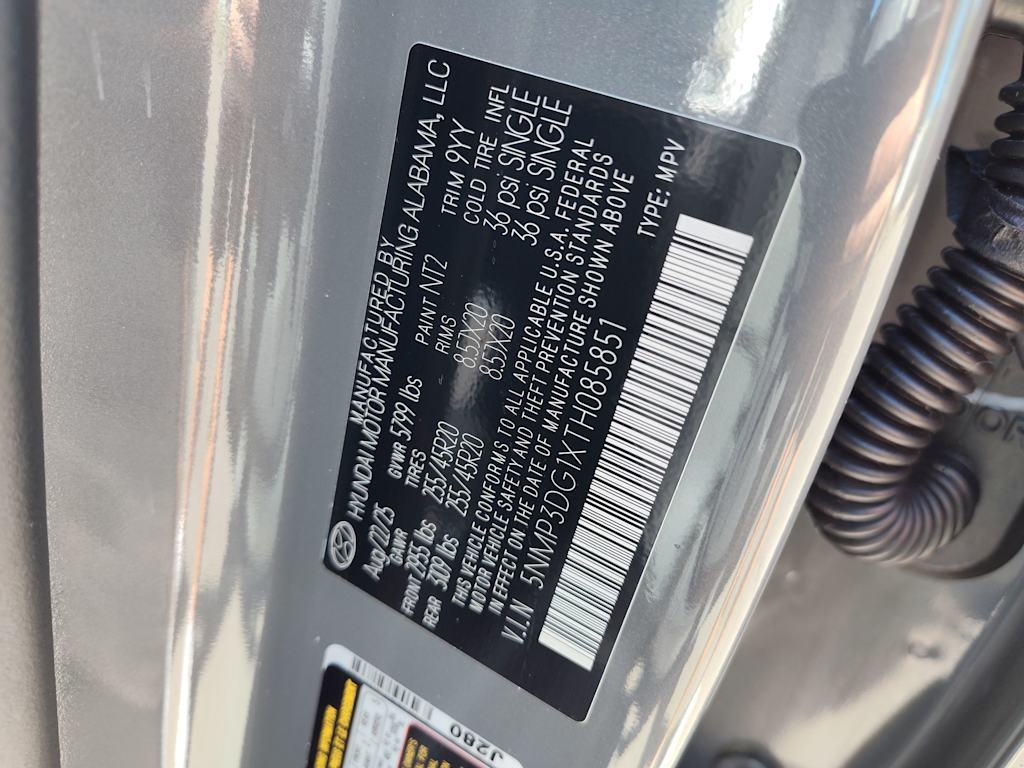 MANUFACTURED BY
HYUNDAI MOTOR MANUFACTURING ALABAMA, LLC
Aug/22/25 GVWR 5799 lbs PAINT NT2 TRIM 9YY
GAWR TIRES RIMS COLD TIRE INFL
FRONT 2965 lbs 255/45R20 8.5JX20 36 psi SINGLE
REAR 3109 lbs 255/45R20 8.5JX20 36 psi SINGLE
THIS VEHICLE CONFORMS TO ALL APPLICABLE U.S.A. FEDERAL
MOTOR VEHICLE SAFETY AND THEFT PREVENTION STANDARDS
IN EFFECT ON THE DATE OF MANUFACTURE SHOWN ABOVE
V.I.N 5NMP3DG1XTH085851 TYPE: MPV
J280